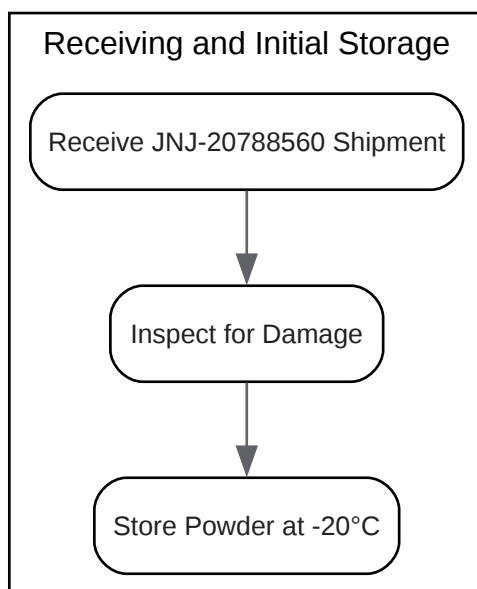 Receiving and Initial Storage
Receive JNJ-20788560 Shipment
Inspect for Damage
Store Powder at -20°C